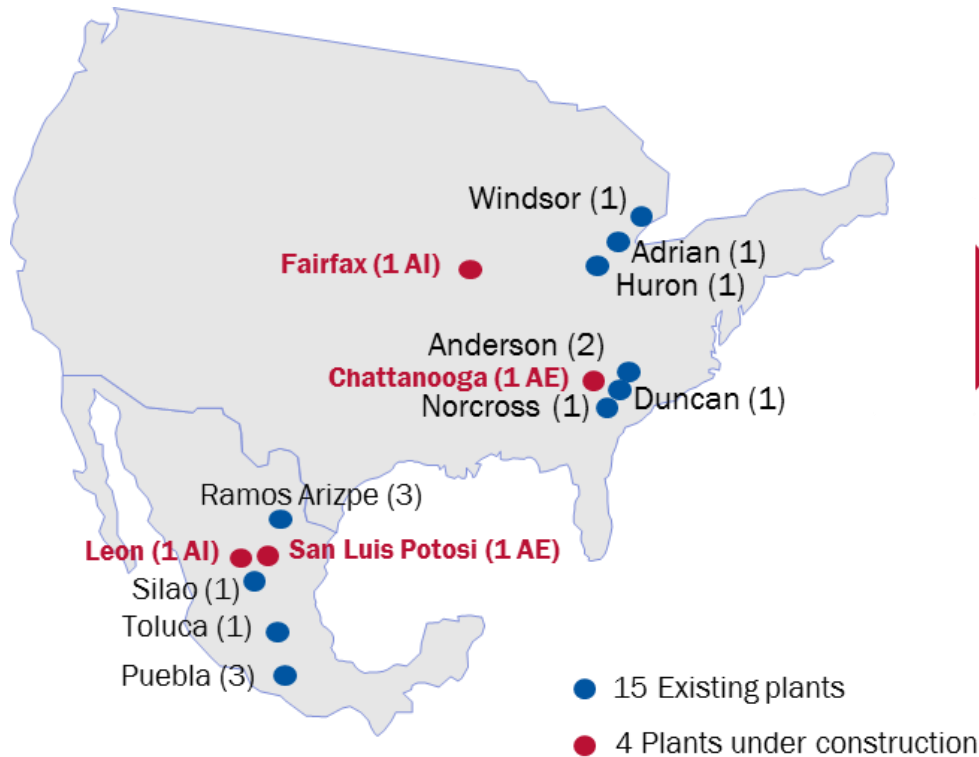 Windsor (1)
Adrian (1)
Fairfax (1 AI)
Huron (1)
Anderson (2)
Chattanooga (1 AE)
Norcross (1)
Duncan (1)
Ramos Arizpe (3)
Leon (1 AI)
San Luis Potosi (1 AE)
Silao (1)
Toluca (1)
Puebla (3)
15 Existing plants
4 Plants under construction